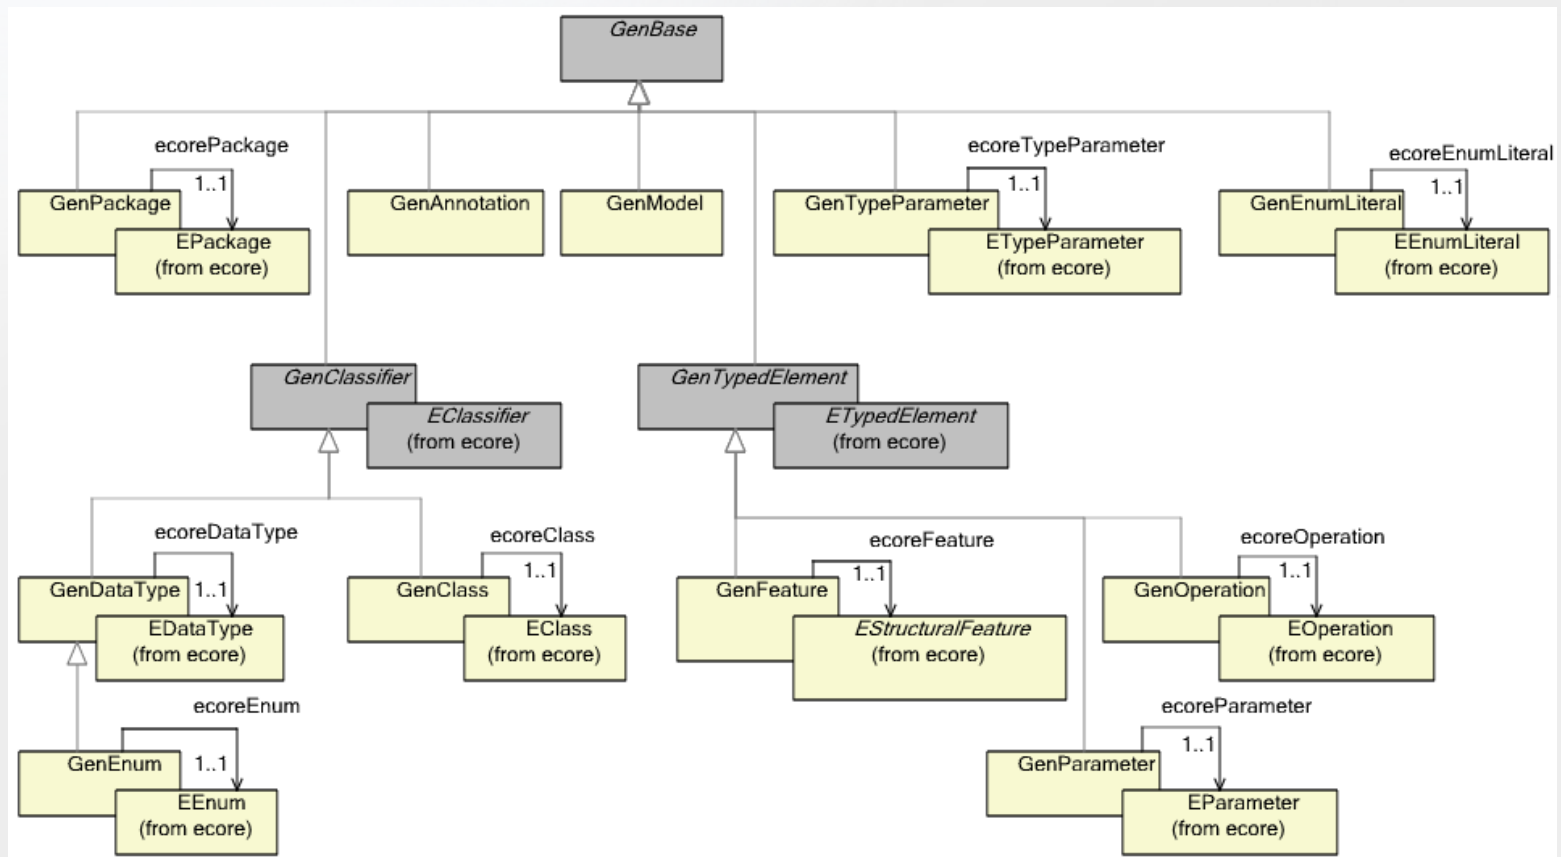 GenBase
ecorePackage
1..1
GenPackage
EPackage
(from ecore)
GenAnnotation
GenModel
ecoreTypeParameter
1..1
GenTypeParameter
ETypeParameter
(from ecore)
ecoreEnumLiteral
1..1
GenEnumLiteral
EEnumLiteral
(from ecore)
GenClassifier
EClassifier
(from ecore)
GenTypedElement
ETypedElement
(from ecore)
ecoreDataType
1..1
GenDataType
EDataType
(from ecore)
ecoreClass
1..1
GenClass
EClass
(from ecore)
ecoreFeature
1..1
GenFeature
EStructuralFeature
(from ecore)
ecoreOperation
1..1
GenOperation
EOperation
(from ecore)
ecoreEnum
1..1
GenEnum
EEnum
(from ecore)
ecoreParameter
1..1
GenParameter
EParameter
(from ecore)